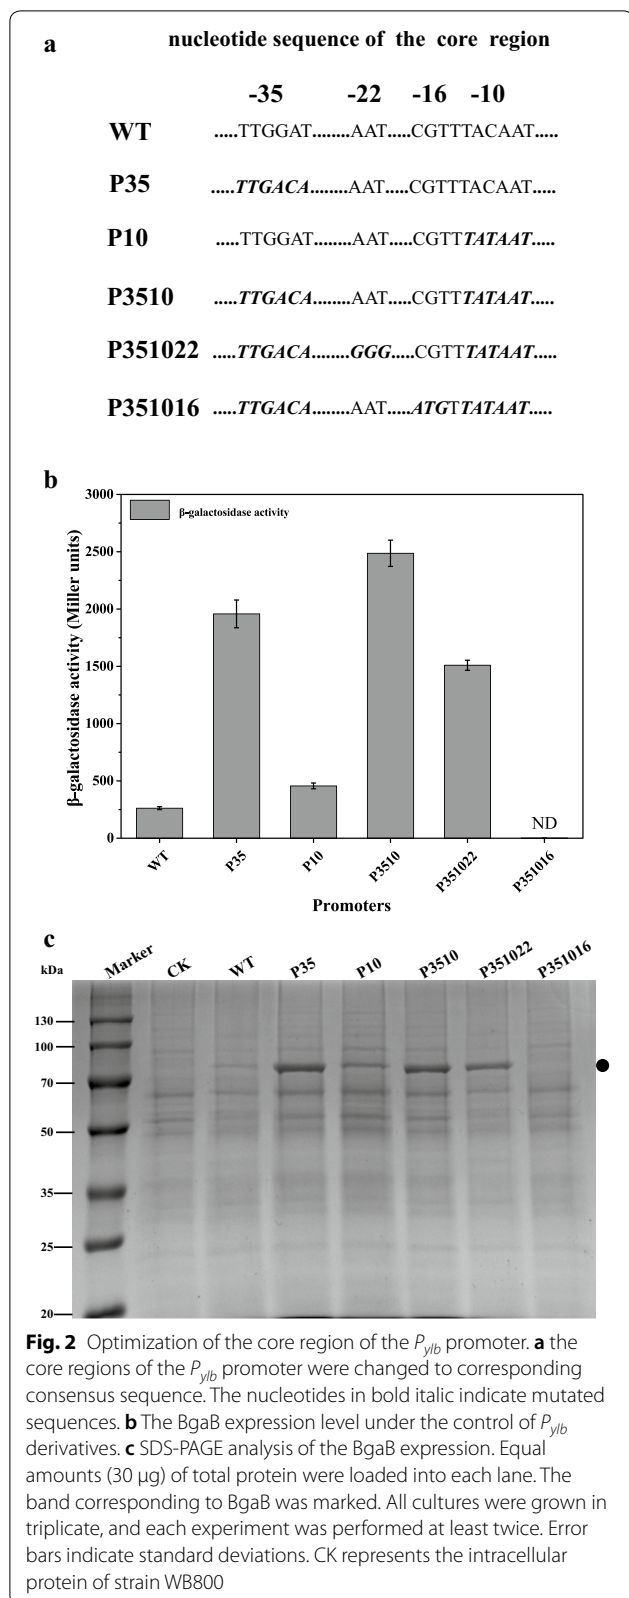 a nucleotide sequence of the core region
-35 -22 -16 -10
WT .....TTGGAT........AAT.....CGTTTACAAT.....
P35 .....TTGACA........AAT.....CGTTTACAAT.....
P10 .....TTGGAT........AAT.....CGTTTATAAT.....
P3510 .....TTGACA........AAT.....CGTTTATAAT.....
P351022 .....TTGACA........GGG.....CGTTTATAAT.....
P351016 .....TTGACA........AAT.....ATGTTATAAT.....
b
3000
2500
2000
1500
1000
500
0
β-galactosidase activity (Miller units)
β-galactosidase activity
ND
WT P35 P10 P3510 P351022 P351016
Promoters
c
kDa Marker CK WT P35 P10 P3510 P351022 P351016
130
100
70
50
35
25
20
Fig. 2 Optimization of the core region of the Pylb promoter. a the
core regions of the Pylb promoter were changed to corresponding
consensus sequence. The nucleotides in bold italic indicate mutated
sequences. b The BgaB expression level under the control of Pylb
derivatives. c SDS-PAGE analysis of the BgaB expression. Equal
amounts (30 μg) of total protein were loaded into each lane. The
band corresponding to BgaB was marked. All cultures were grown in
triplicate, and each experiment was performed at least twice. Error
bars indicate standard deviations. CK represents the intracellular
protein of strain WB800